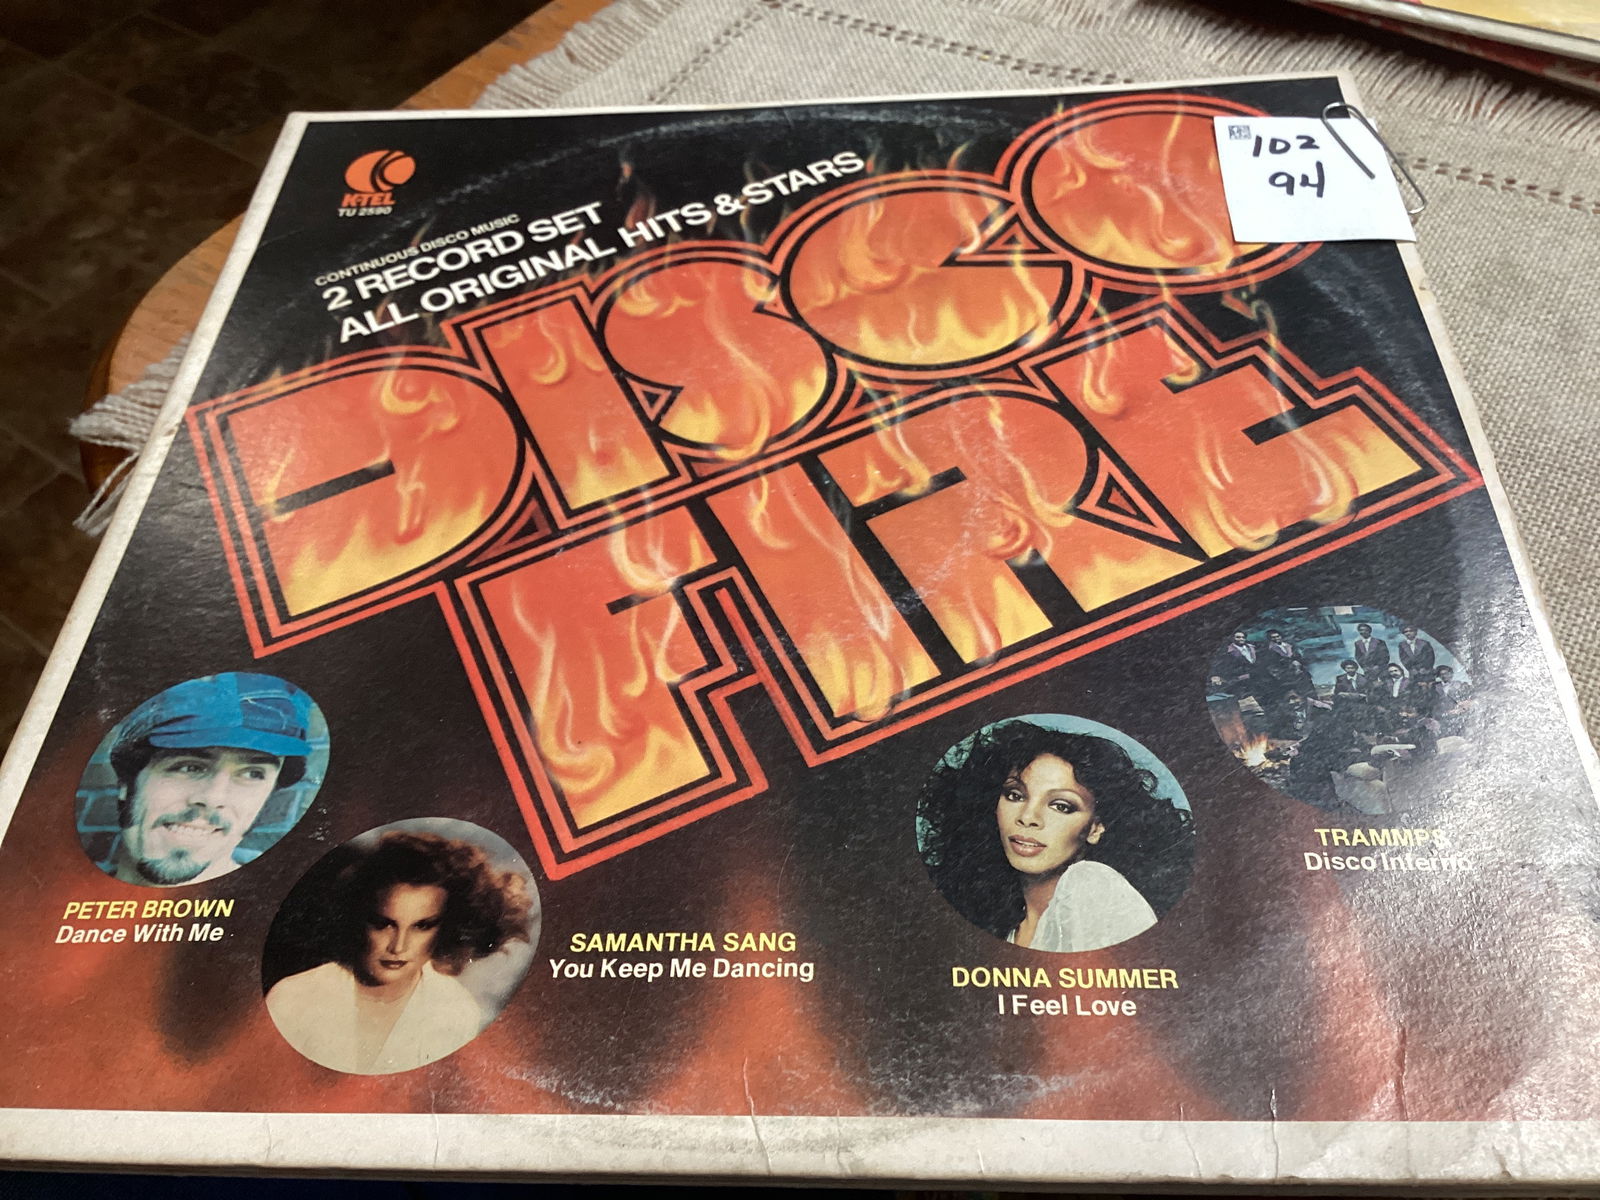 K-TEL
TU 2590
CONTINUOUS DISCO MUSIC
2 RECORD SET
ALL ORIGINAL HITS & STARS
DISCO
FIRE
102
94
PETER BROWN
Dance With Me
SAMANTHA SANG
You Keep Me Dancing
DONNA SUMMER
I Feel Love
TRAMMPS
Disco Inferno